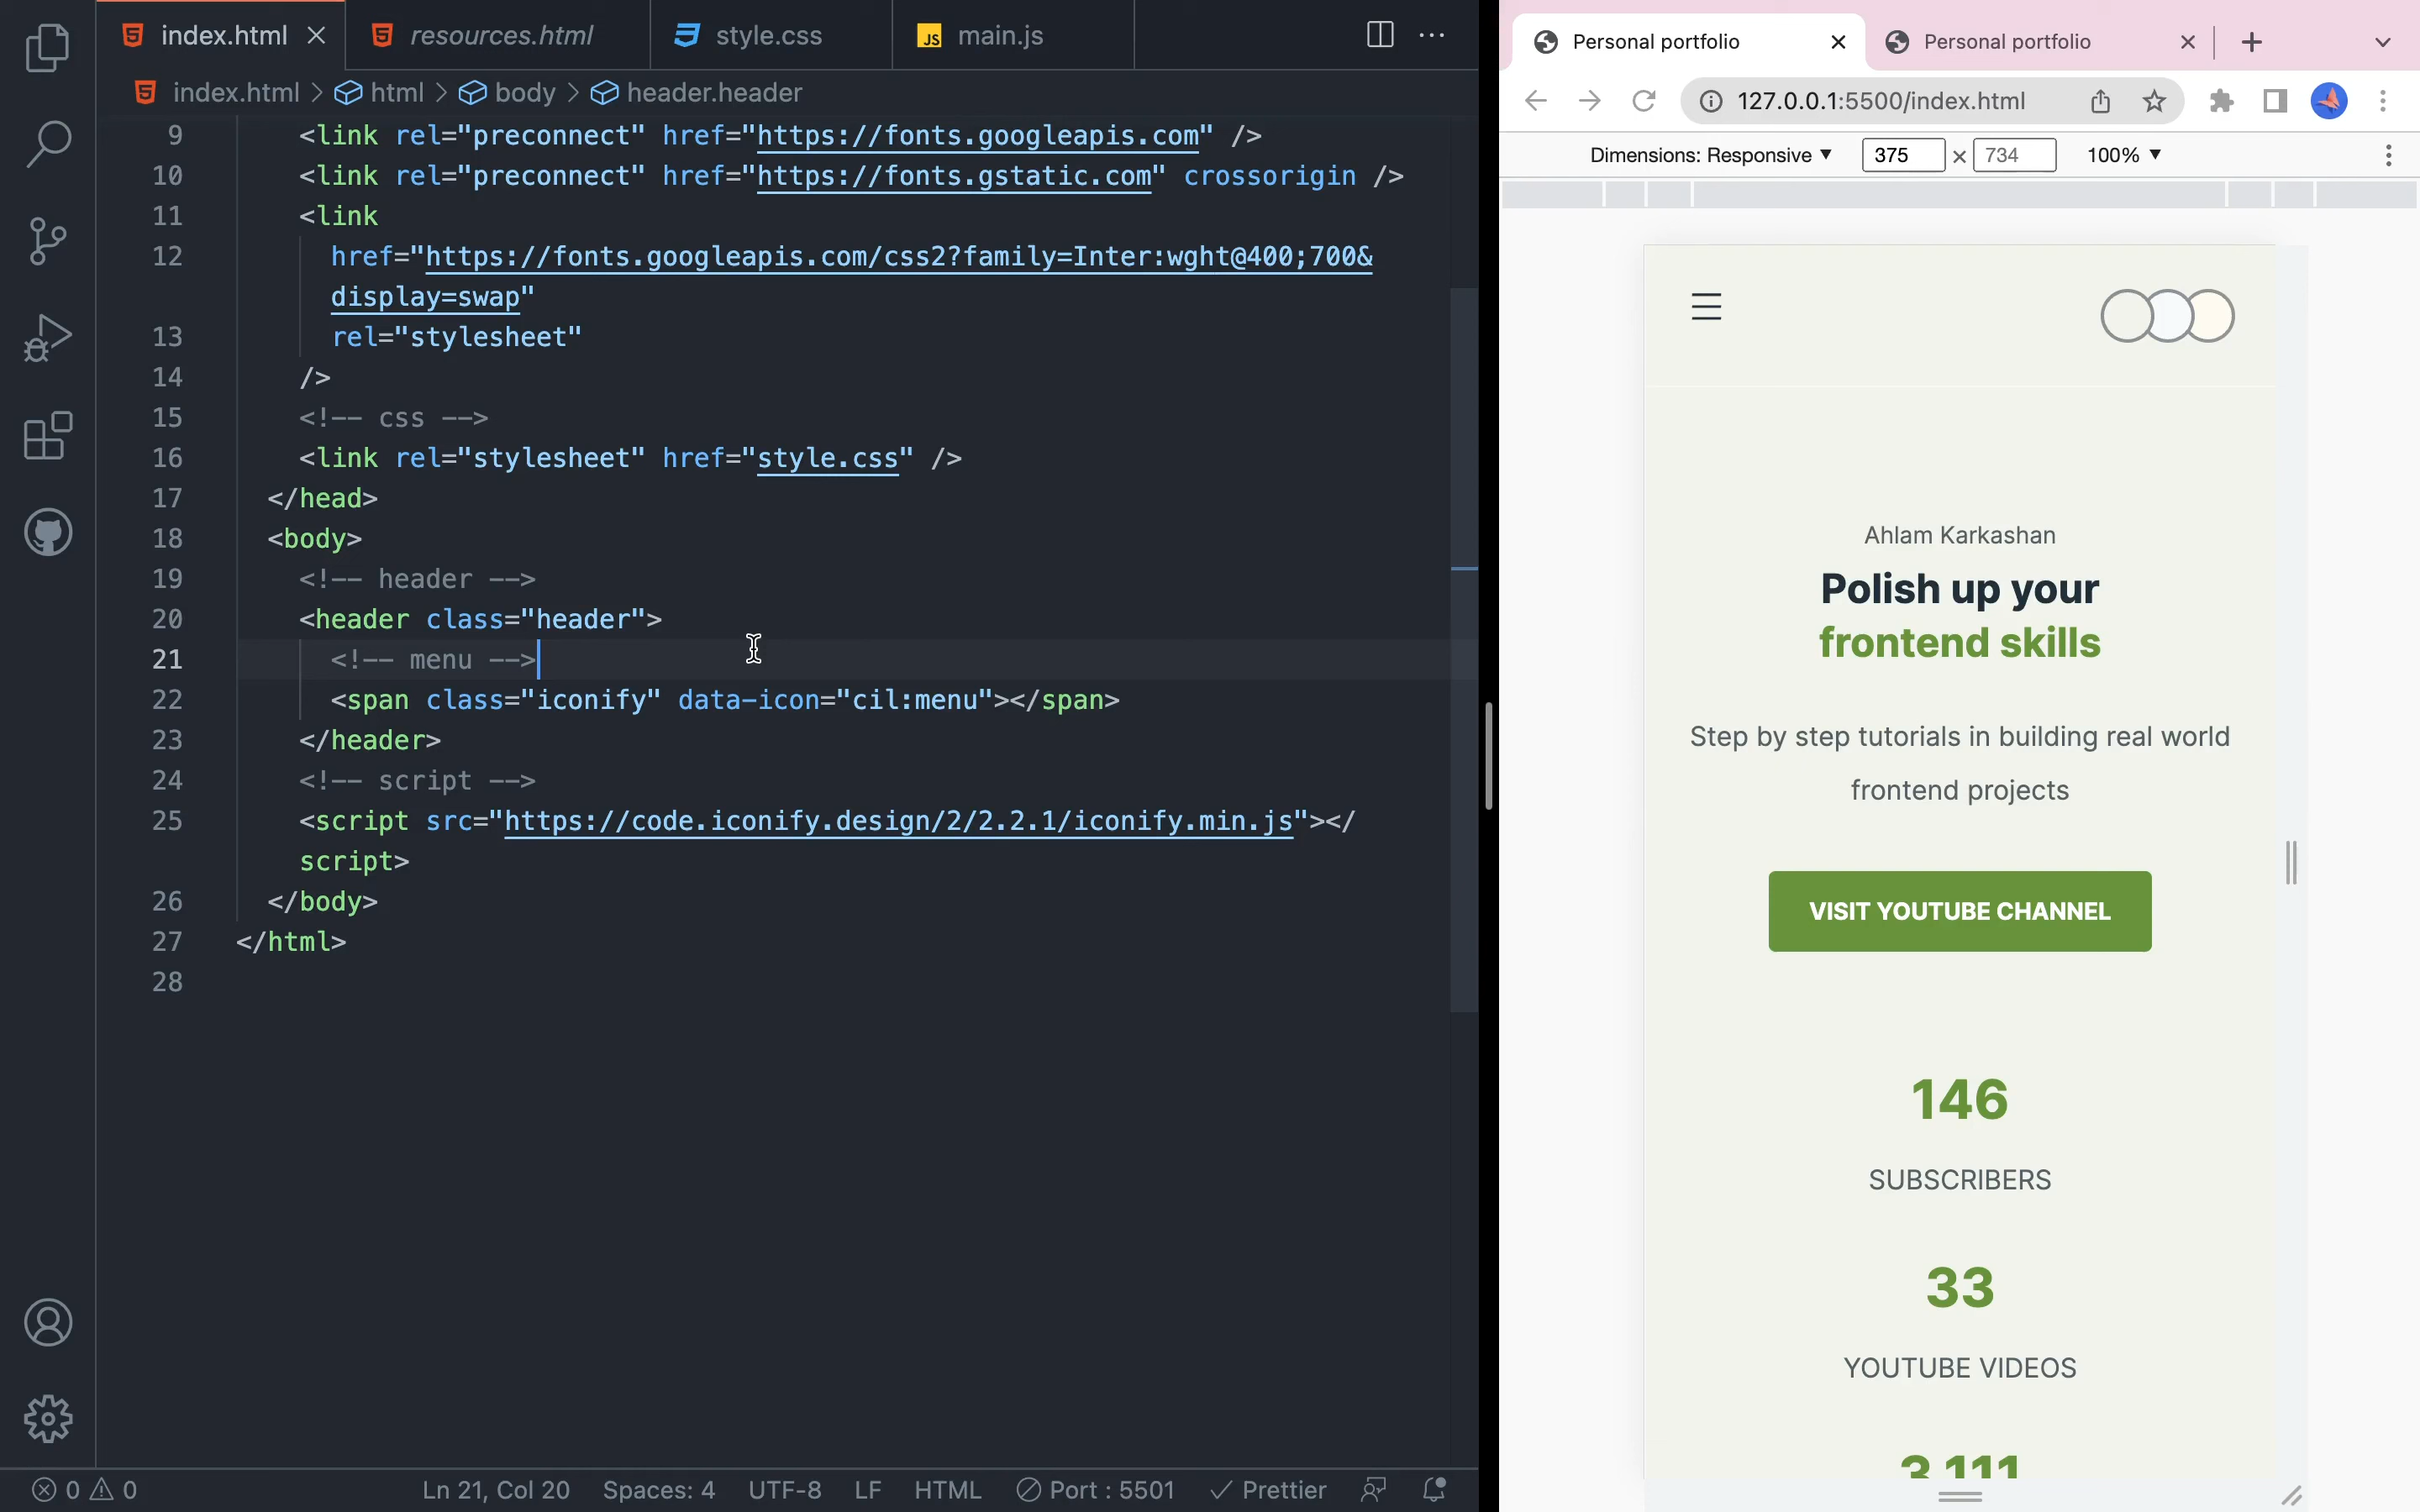 index.html
resources.html
style.css
JS main.js
index.html > html > body > header.header
9 <link rel="preconnect" href="https://fonts.googleapis.com" />
10 <link rel="preconnect" href="https://fonts.gstatic.com" crossorigin />
11 <link
12 href="https://fonts.googleapis.com/css2?family=Inter:wght@400;700&
display=swap"
13 rel="stylesheet"
14 />
15 <!-- css -->
16 <link rel="stylesheet" href="style.css" />
17 </head>
18 <body>
19 <!-- header -->
20 <header class="header">
21 <!-- menu -->
22 <span class="iconify" data-icon="cil:menu"></span>
23 </header>
24 <!-- script -->
25 <script src="https://code.iconify.design/2/2.2.1/iconify.min.js"></
script>
26 </body>
27 </html>
28
0 0
Ln 21, Col 20
Spaces: 4
UTF-8
LF
HTML
Port : 5501
Prettier
Personal portfolio
Personal portfolio
127.0.0.1:5500/index.html
Dimensions: Responsive 375 × 734 100%
Ahlam Karkashan
Polish up your
frontend skills
Step by step tutorials in building real world
frontend projects
VISIT YOUTUBE CHANNEL
146
SUBSCRIBERS
33
YOUTUBE VIDEOS
3,111